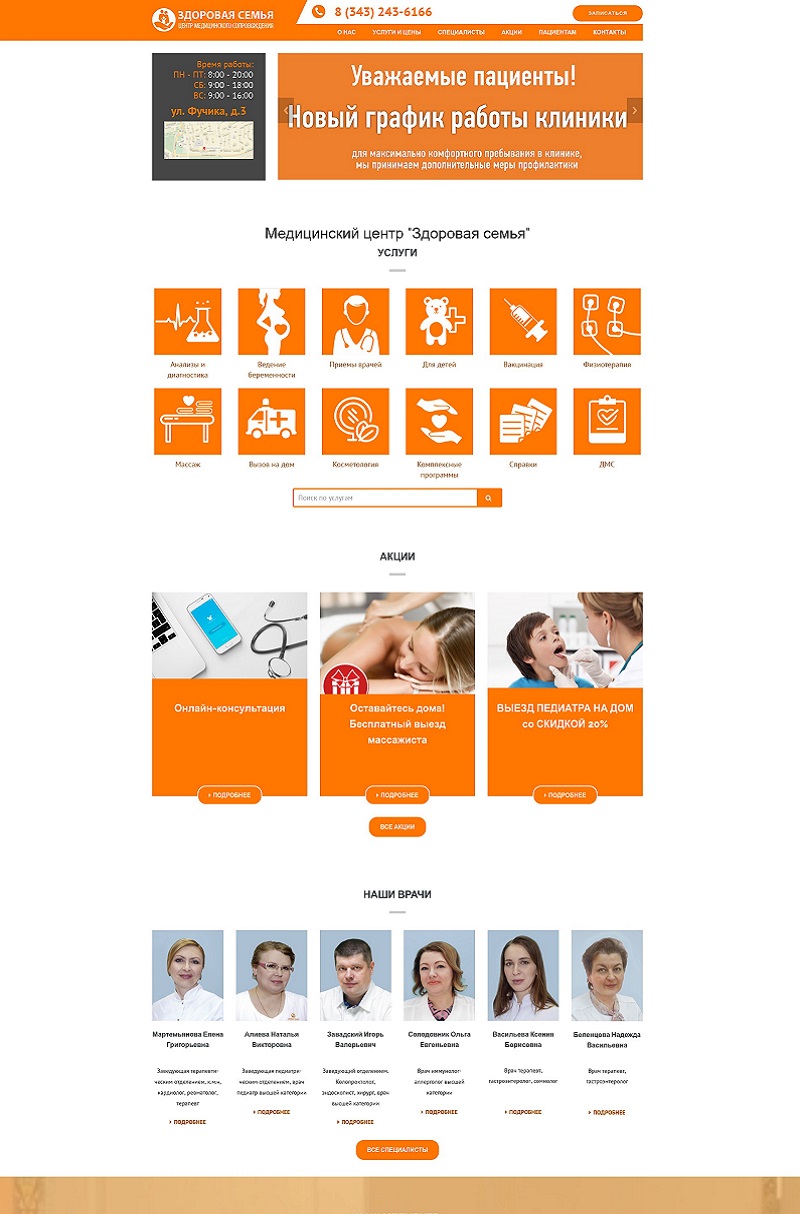 ЗДОРОВАЯ СЕМЬЯ
ЦЕНТР МЕДИЦИНСКОГО СОПРОВОЖДЕНИЯ
8 (343) 243-6166
ЗАПИСАТЬСЯ
О НАС УСЛУГИ И ЦЕНЫ СПЕЦИАЛИСТЫ АКЦИИ ПАЦИЕНТАМ КОНТАКТЫ
Время работы:
ПН - ПТ: 8:00 - 20:00
СБ: 9:00 - 18:00
ВС: 9:00 - 16:00
ул. Фучика, д.3
Уважаемые пациенты!
Новый график работы клиники
для максимально комфортного пребывания в клинике,
мы принимаем дополнительные меры профилактики
Медицинский центр "Здоровая семья"
УСЛУГИ
Анализы и
диагностика
Ведение
беременности
Приемы врачей
Для детей
Вакцинация
Физиотерапия
Массаж
Вызов на дом
Косметология
Комплексные
программы
Справки
ДМС
Поиск по услугам
АКЦИИ
Онлайн-консультация
ПОДРОБНЕЕ
Оставайтесь дома!
Бесплатный выезд
массажиста
ПОДРОБНЕЕ
ВЫЕЗД ПЕДИАТРА НА ДОМ
со СКИДКОЙ 20%
ПОДРОБНЕЕ
ВСЕ АКЦИИ
НАШИ ВРАЧИ
Мартемьянова Елена
Григорьевна
Заведующая терапевти-
ческим отделением, к.м.н,
кардиолог, ревматолог,
терапевт
ПОДРОБНЕЕ
Алиева Наталья
Викторовна
Заведующая педиатри-
ческим отделением, врач
педиатр высшей категории
ПОДРОБНЕЕ
Завадский Игорь
Валерьевич
Заведующий отделением.
Колопроктолог,
эндоскопист, хирург, врач
высшей категории
ПОДРОБНЕЕ
Солодовник Ольга
Евгеньевна
Врач иммунолог-
аллерголог высшей
категории
ПОДРОБНЕЕ
Васильева Ксения
Борисовна
Врач терапевт,
гастроэнтеролог, сомнолог
ПОДРОБНЕЕ
Беленцова Надежда
Васильевна
Врач терапевт,
гастроэнтеролог
ПОДРОБНЕЕ
ВСЕ СПЕЦИАЛИСТЫ